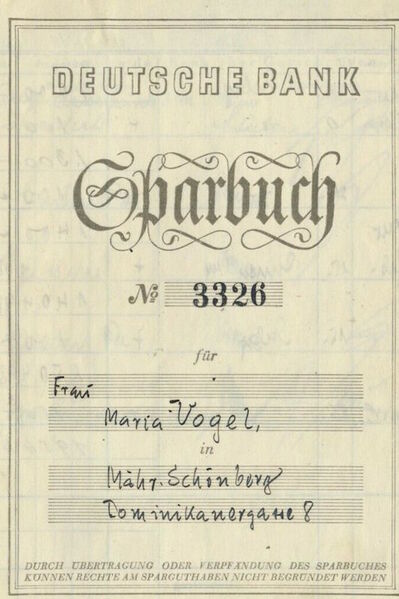 DEUTSCHE BANK
Sparbuch
№ 3326
für
Frau
Maria Vogel,
in
Mähr. Schönberg
Dominikanergasse 8
DURCH ÜBERTRAGUNG ODER VERPFÄNDUNG DES SPARBUCHES
KÖNNEN RECHTE AM SPARGUTHABEN NICHT BEGRÜNDET WERDEN